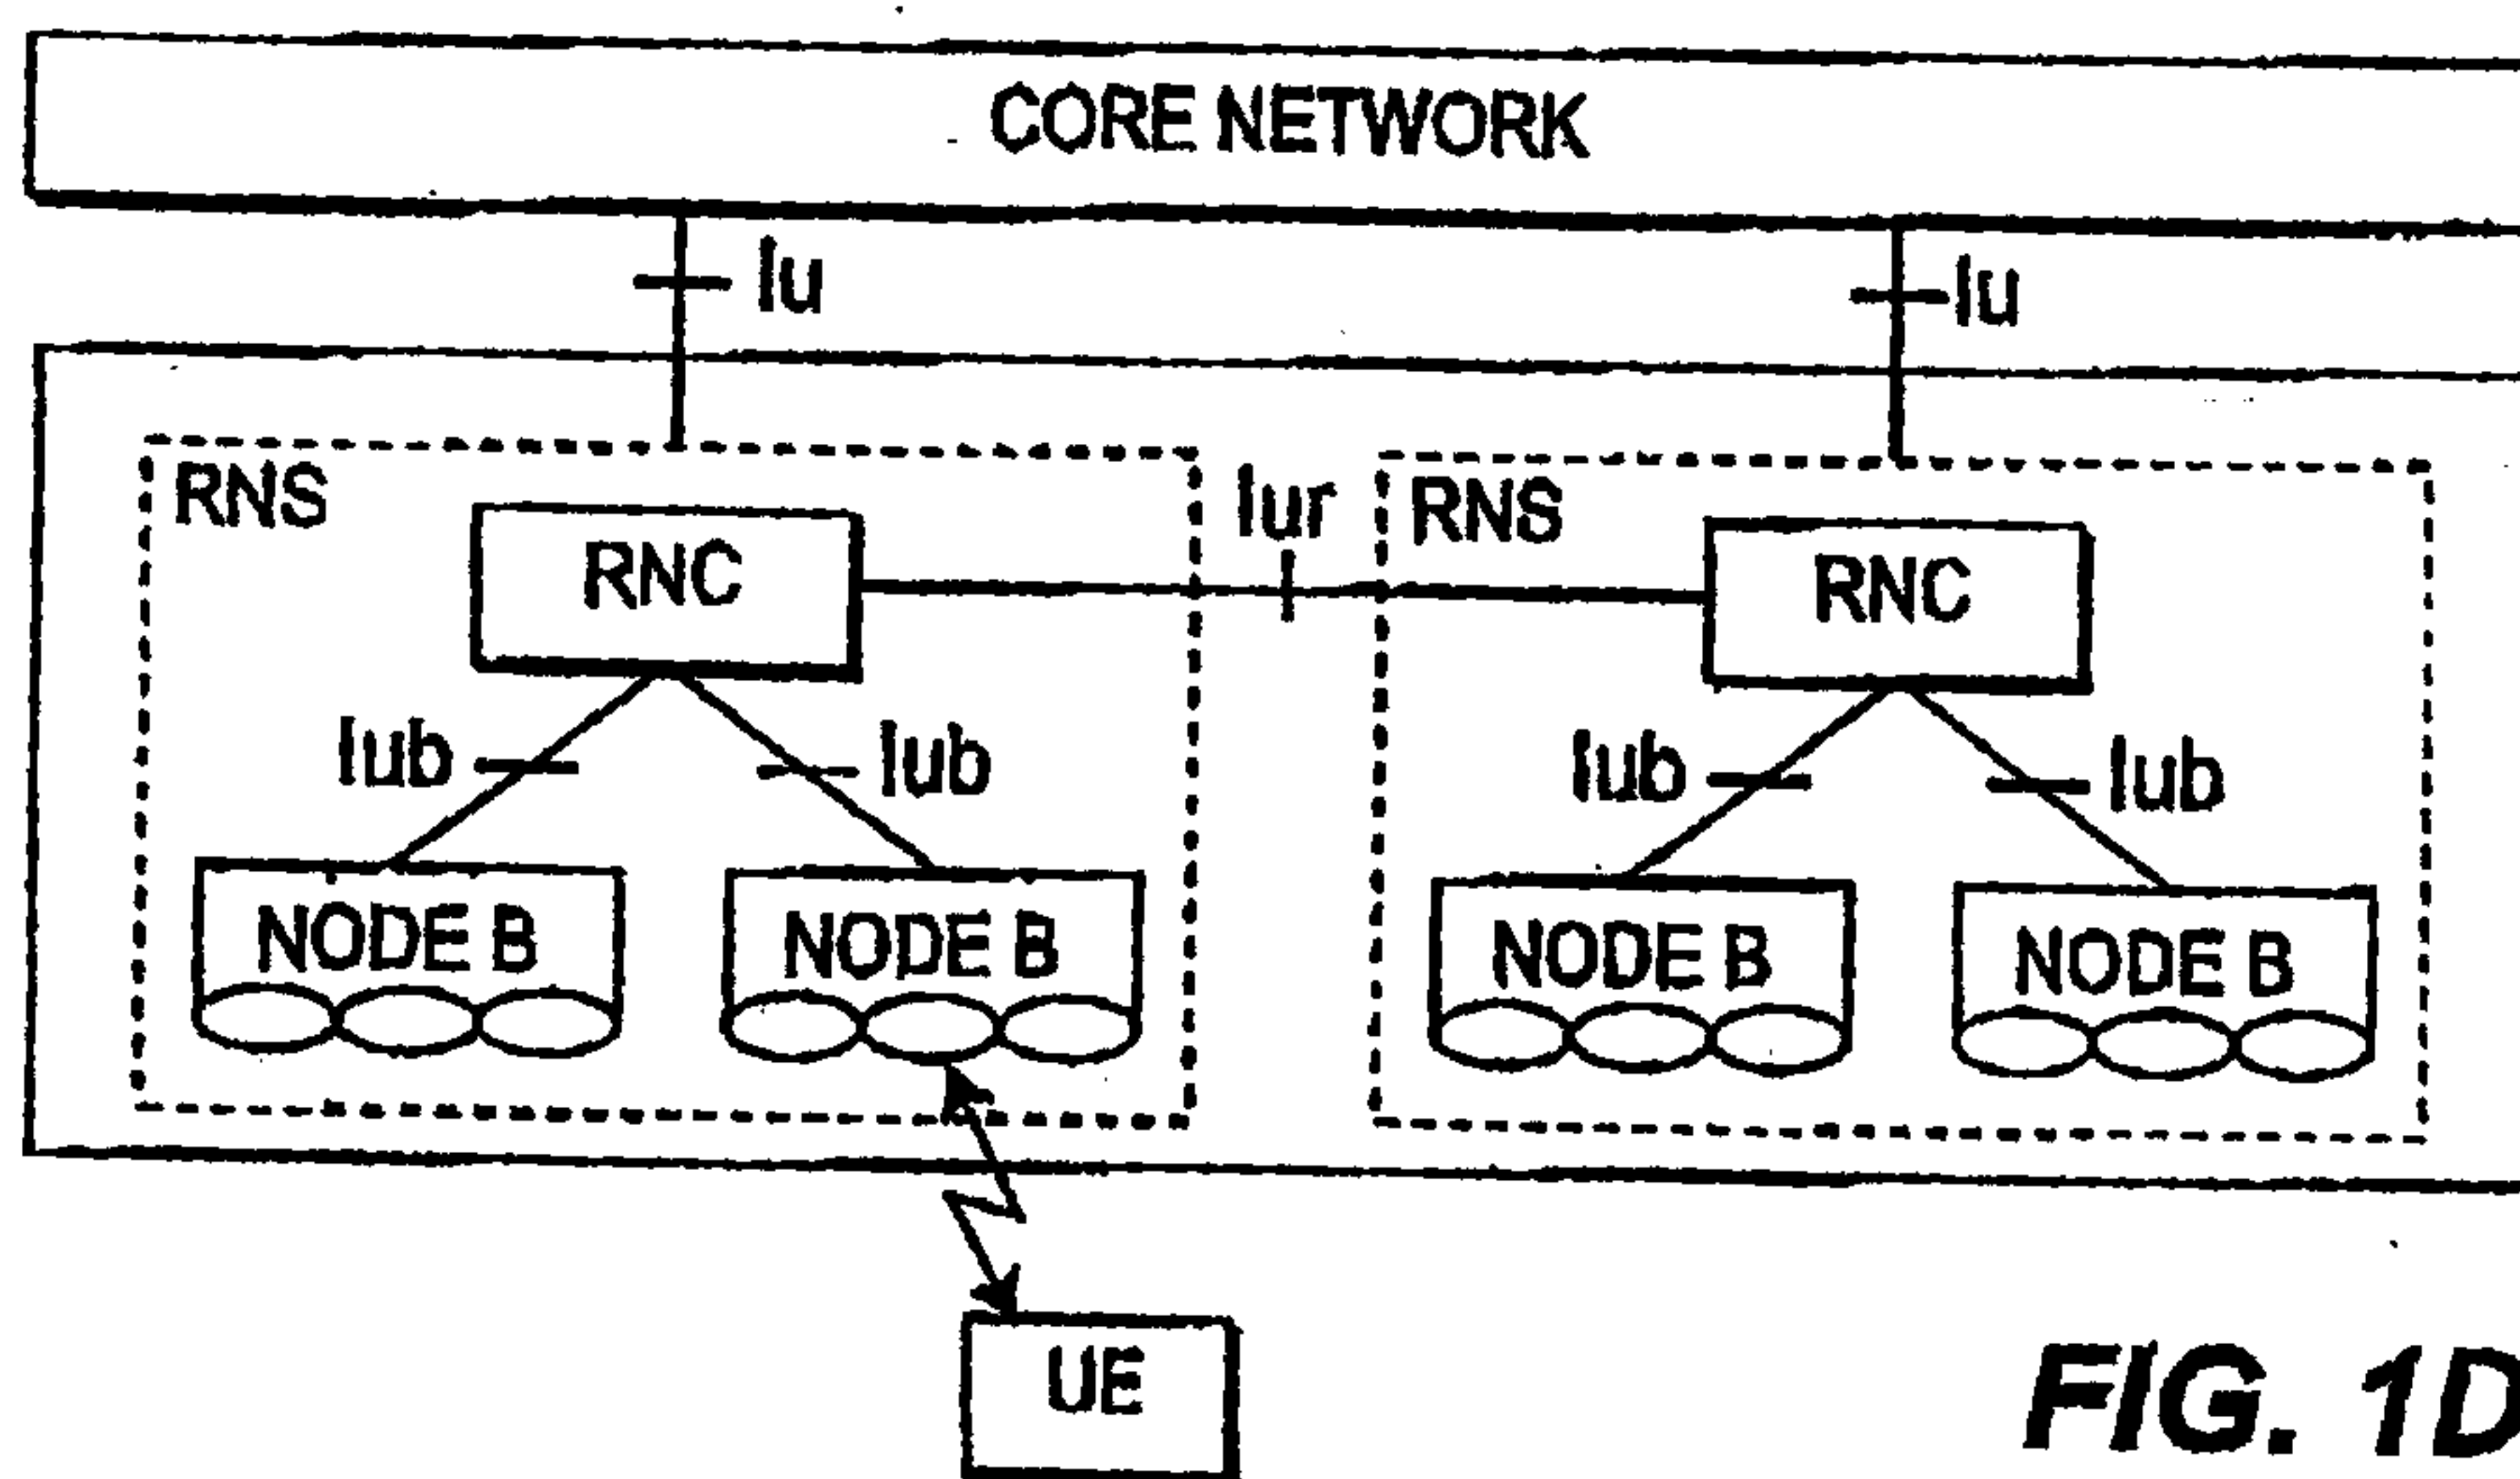 CORE NETWORK
Iu
Iu
RNS
RNC
Iur
RNS
RNC
Iub
Iub
Iub
Iub
NODE B
NODE B
NODE B
NODE B
UE
FIG. 1D